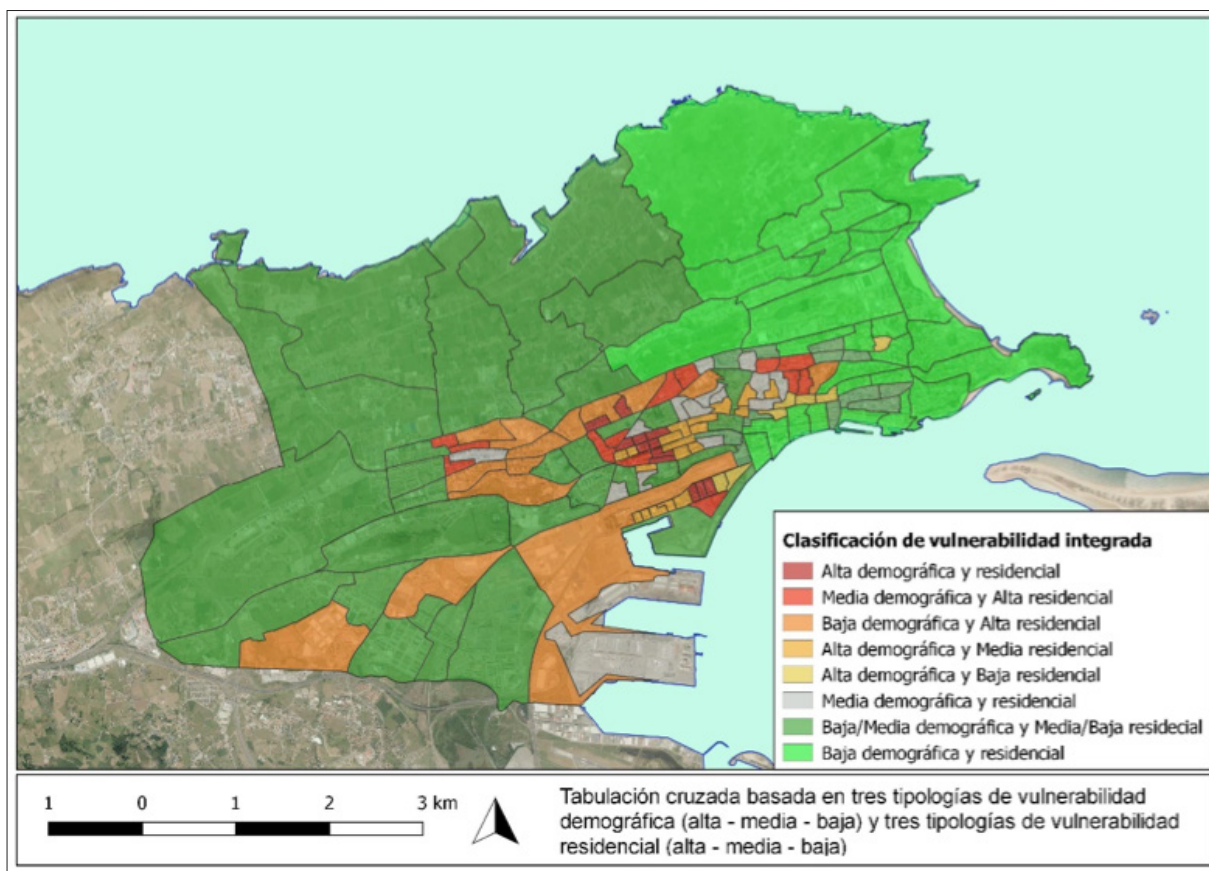 Clasificación de vulnerabilidad integrada
Alta demográfica y residencial
Media demográfica y Alta residencial
Baja demográfica y Alta residencial
Alta demográfica y Media residencial
Alta demográfica y Baja residencial
Media demográfica y residencial
Baja/Media demográfica y Media/Baja residecial
Baja demográfica y residencial
1 0 1 2 3 km
Tabulación cruzada basada en tres tipologías de vulnerabilidad
demográfica (alta - media - baja) y tres tipologías de vulnerabilidad
residencial (alta - media - baja)